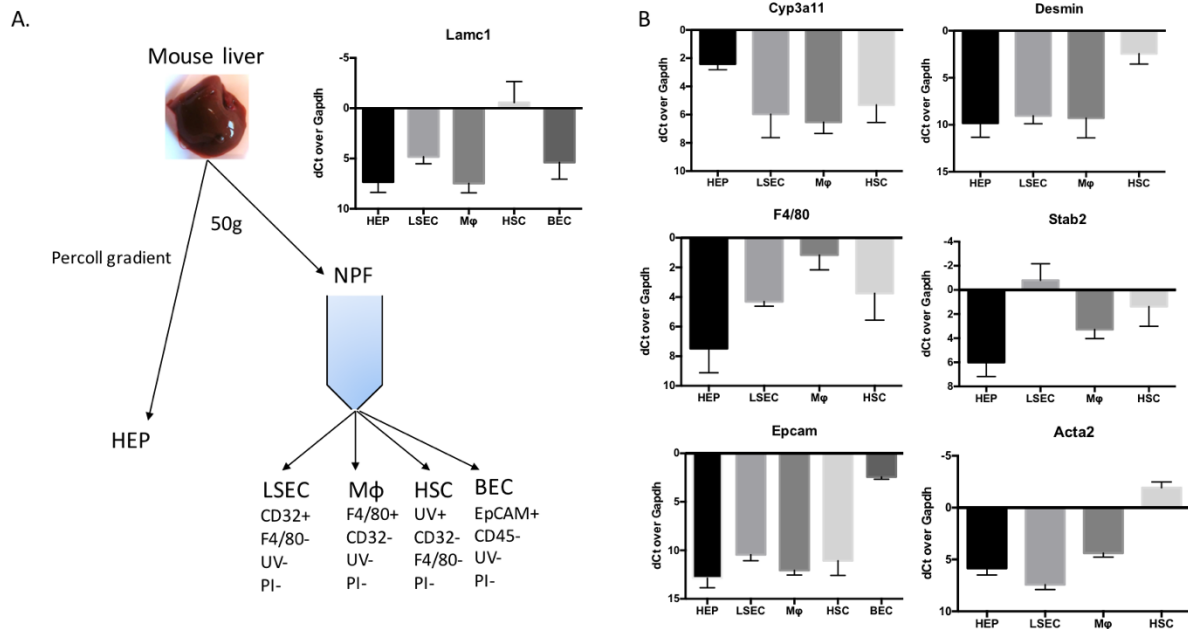 A.
Mouse liver
Percoll gradient
50g
NPF
HEP
LSEC
CD32+
F4/80-
UV-
PI-
Mф
F4/80+
CD32-
UV-
PI-
HSC
UV+
CD32-
F4/80-
PI-
BEC
EpCAM+
CD45-
UV-
PI-
Lamc1
dCt over Gapdh
-5
0
5
10
HEP LSEC Mφ HSC BEC
B.
Cyp3a11
dCt over Gapdh
0
2
4
6
8
10
HEP LSEC Mφ HSC
Desmin
dCt over Gapdh
0
5
10
15
HEP LSEC Mφ HSC
F4/80
dCt over Gapdh
0
2
4
6
8
10
HEP LSEC Mφ HSC
Stab2
dCt over Gapdh
-4
-2
0
2
4
6
8
HEP LSEC Mφ HSC
Epcam
dCt over Gapdh
0
5
10
15
HEP LSEC Mφ HSC BEC
Acta2
dCt over Gapdh
-5
0
5
10
HEP LSEC Mφ HSC